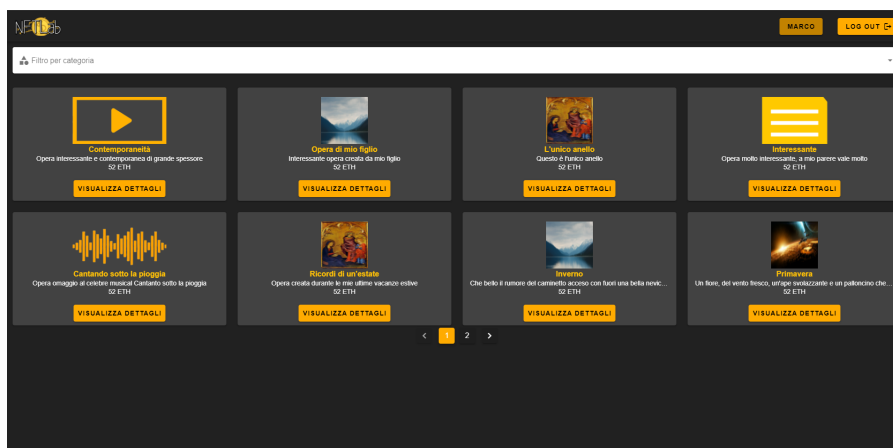 NFTLab
MARCO
LOG OUT
Filtro per categoria
Contemporaneità
Opera interessante e contemporanea di grande spessore
52 ETH
VISUALIZZA DETTAGLI
Opera di mio figlio
Interessante opera creata da mio figlio
52 ETH
VISUALIZZA DETTAGLI
L'unico anello
Questo è l'unico anello
52 ETH
VISUALIZZA DETTAGLI
Interessante
Opera molto interessante, a mio parere vale molto
52 ETH
VISUALIZZA DETTAGLI
Cantando sotto la pioggia
Opera omaggio al celebre musical Cantanto sotto la pioggia
52 ETH
VISUALIZZA DETTAGLI
Ricordi di un'estate
Opera creata durante le mie ultime vacanze estive
52 ETH
VISUALIZZA DETTAGLI
Inverno
Che bello il rumore del caminetto acceso con fuori una bella nevic...
52 ETH
VISUALIZZA DETTAGLI
Primavera
Un fiore, del vento fresco, un'ape svolazzante e un palloncino che...
52 ETH
VISUALIZZA DETTAGLI
1 2